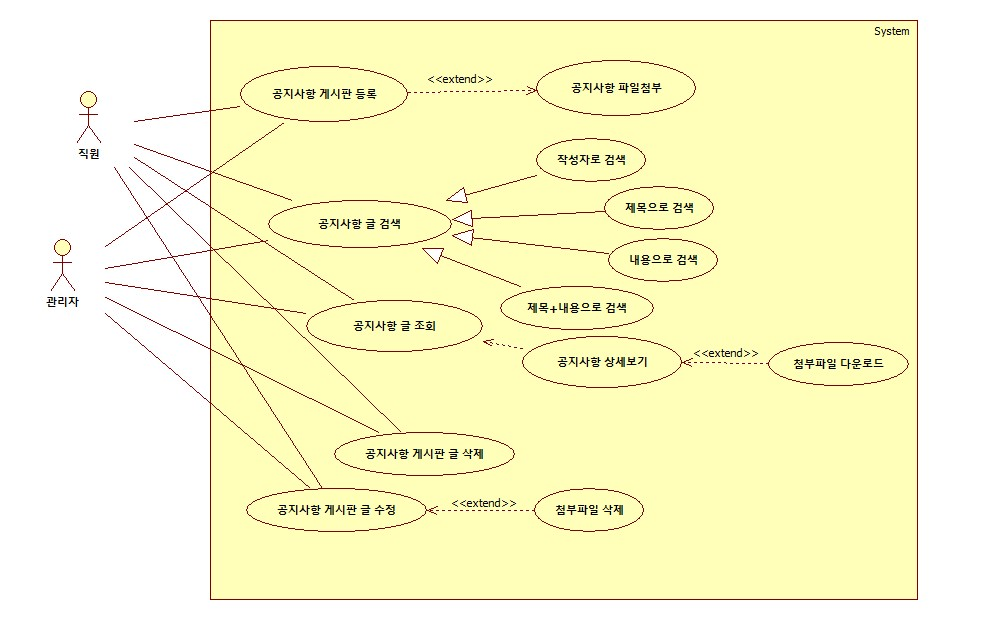 System
직원
관리자
공지사항 게시판 등록
<<extend>>
공지사항 파일첨부
작성자로 검색
공지사항 글 검색
제목으로 검색
내용으로 검색
제목+내용으로 검색
공지사항 글 조회
공지사항 상세보기
<<extend>>
첨부파일 다운로드
공지사항 게시판 글 삭제
공지사항 게시판 글 수정
<<extend>>
첨부파일 삭제